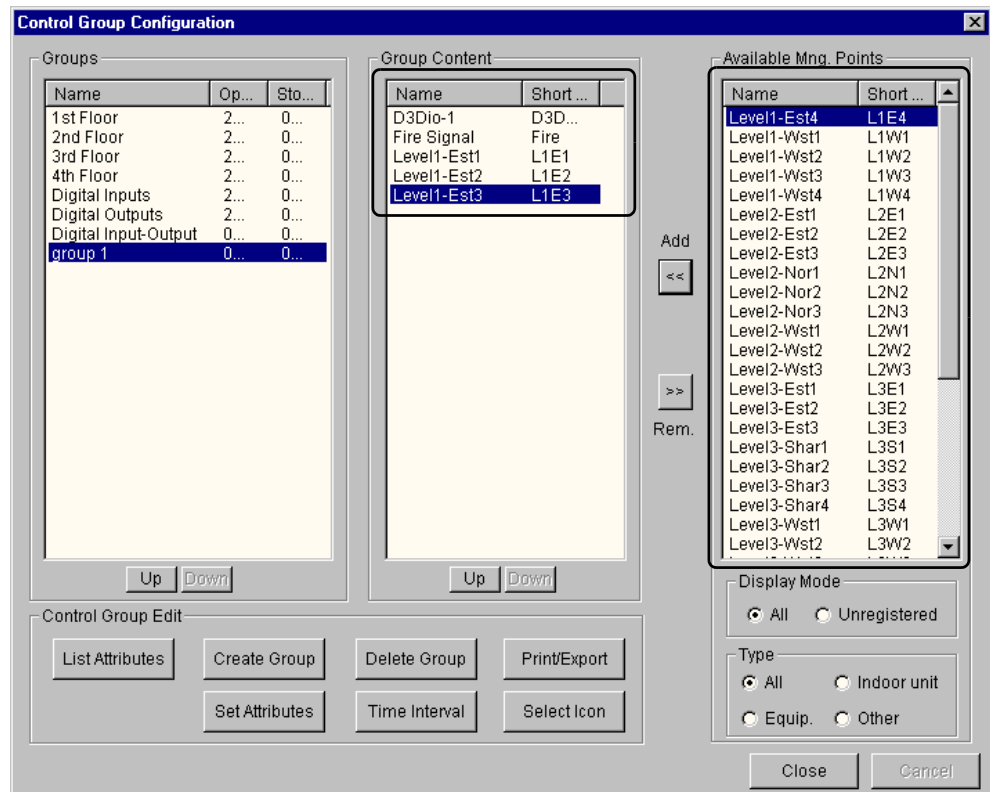 Control Group Configuration
Groups
Name Op... Sto...
1st Floor 2... 0...
2nd Floor 2... 0...
3rd Floor 2... 0...
4th Floor 2... 0...
Digital Inputs 2... 0...
Digital Outputs 2... 0...
Digital Input-Output 0... 0...
group 1 0... 0...
Up Down
Group Content
Name Short ...
D3Dio-1 D3D...
Fire Signal Fire
Level1-Est1 L1E1
Level1-Est2 L1E2
Level1-Est3 L1E3
Up Down
Add
<<
>>
Rem.
Available Mng. Points
Name Short ...
Level1-Est4 L1E4
Level1-Wst1 L1W1
Level1-Wst2 L1W2
Level1-Wst3 L1W3
Level1-Wst4 L1W4
Level2-Est1 L2E1
Level2-Est2 L2E2
Level2-Est3 L2E3
Level2-Nor1 L2N1
Level2-Nor2 L2N2
Level2-Nor3 L2N3
Level2-Wst1 L2W1
Level2-Wst2 L2W2
Level2-Wst3 L2W3
Level3-Est1 L3E1
Level3-Est2 L3E2
Level3-Est3 L3E3
Level3-Shar1 L3S1
Level3-Shar2 L3S2
Level3-Shar3 L3S3
Level3-Shar4 L3S4
Level3-Wst1 L3W1
Level3-Wst2 L3W2
Display Mode
All Unregistered
Type
All Indoor unit
Equip. Other
Control Group Edit
List Attributes Create Group Delete Group Print/Export
Set Attributes Time Interval Select Icon
Close Cancel